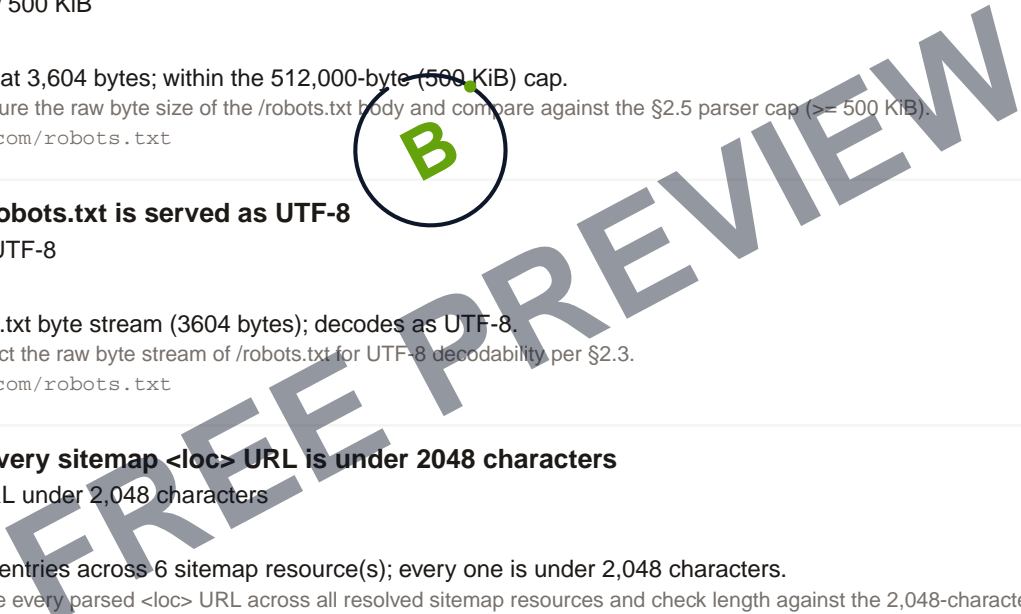 500 KiB
at 3,604 bytes; within the 512,000-byte (500 KiB) cap.
ure the raw byte size of the /robots.txt body and compare against the §2.5 parser cap (>= 500 KiB).
com/robots.txt
B
obots.txt is served as UTF-8
UTF-8
.txt byte stream (3604 bytes); decodes as UTF-8.
ct the raw byte stream of /robots.txt for UTF-8 decodability per §2.3.
com/robots.txt
FREE PREVIEW
very sitemap <loc> URL is under 2048 characters
RL under 2,048 characters
entries across 6 sitemap resource(s); every one is under 2,048 characters.
e every parsed <loc> URL across all resolved sitemap resources and check length against the 2,048-characte